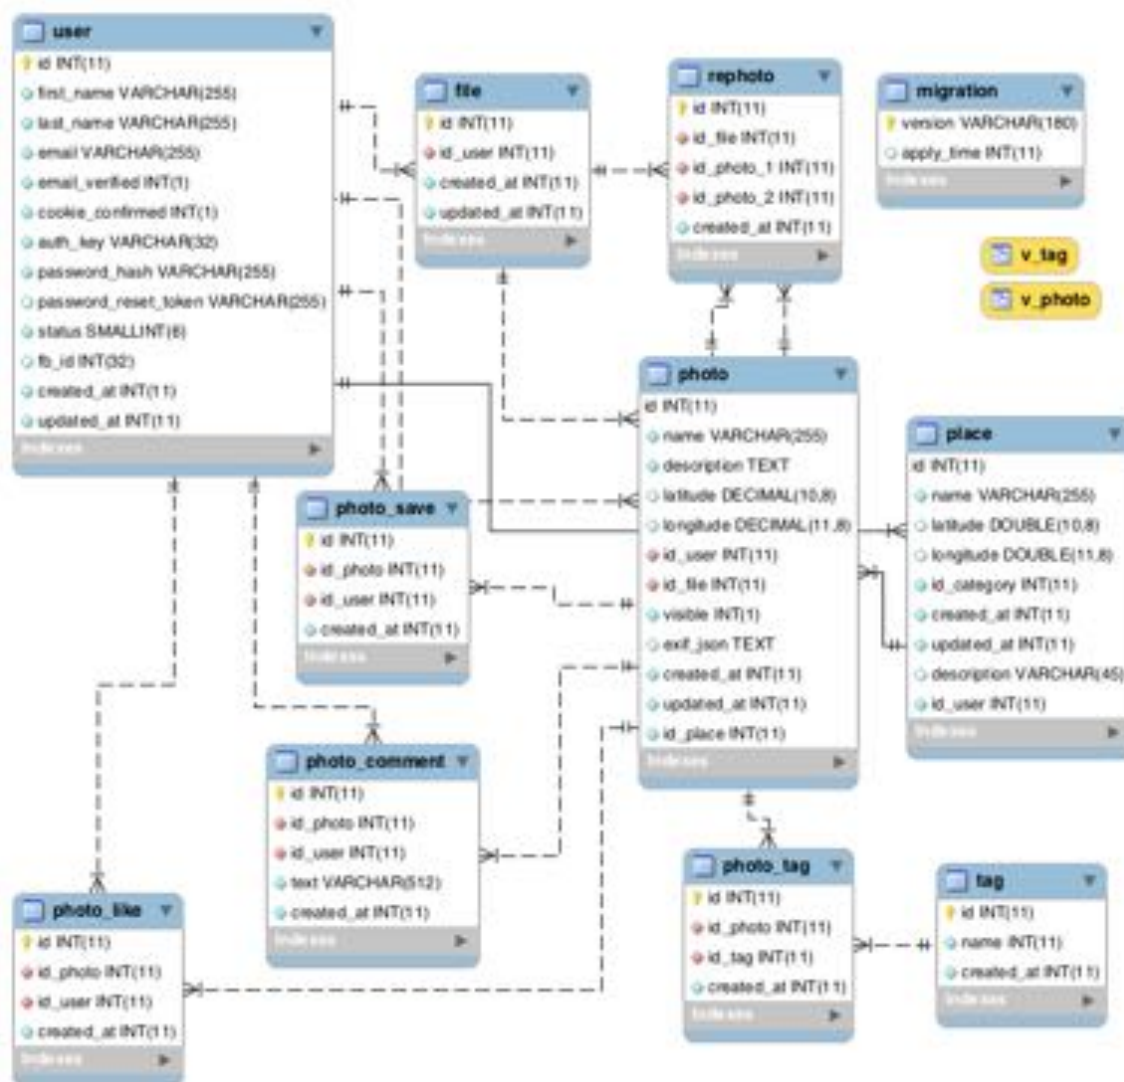 user
id INT(11)
first_name VARCHAR(255)
last_name VARCHAR(255)
email VARCHAR(255)
email_verified INT(1)
cookie_confirmed INT(1)
auth_key VARCHAR(32)
password_hash VARCHAR(255)
password_reset_token VARCHAR(255)
status SMALLINT(6)
fb_id INT(32)
created_at INT(11)
updated_at INT(11)
Indexes
file
id INT(11)
id_user INT(11)
created_at INT(11)
updated_at INT(11)
Indexes
rephoto
id INT(11)
id_file INT(11)
id_photo_1 INT(11)
id_photo_2 INT(11)
created_at INT(11)
Indexes
migration
version VARCHAR(180)
apply_time INT(11)
Indexes
v_tag
v_photo
photo
id INT(11)
name VARCHAR(255)
description TEXT
latitude DECIMAL(10,8)
longitude DECIMAL(11,8)
id_user INT(11)
id_file INT(11)
visible INT(1)
exif_json TEXT
created_at INT(11)
updated_at INT(11)
id_place INT(11)
Indexes
place
id INT(11)
name VARCHAR(255)
latitude DOUBLE(10,8)
longitude DOUBLE(11,8)
id_category INT(11)
created_at INT(11)
updated_at INT(11)
description VARCHAR(45)
id_user INT(11)
Indexes
photo_save
id INT(11)
id_photo INT(11)
id_user INT(11)
created_at INT(11)
Indexes
photo_comment
id INT(11)
id_photo INT(11)
id_user INT(11)
text VARCHAR(512)
created_at INT(11)
Indexes
photo_like
id INT(11)
id_photo INT(11)
id_user INT(11)
created_at INT(11)
Indexes
photo_tag
id INT(11)
id_photo INT(11)
id_tag INT(11)
created_at INT(11)
Indexes
tag
id INT(11)
name INT(11)
created_at INT(11)
Indexes